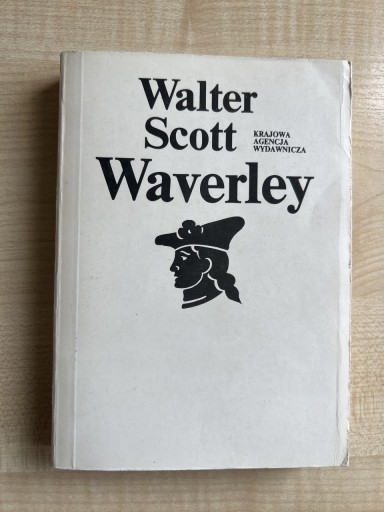 Walter
Scott
KRAJOWA
AGENCJA
WYDAWNICZA
Waverley